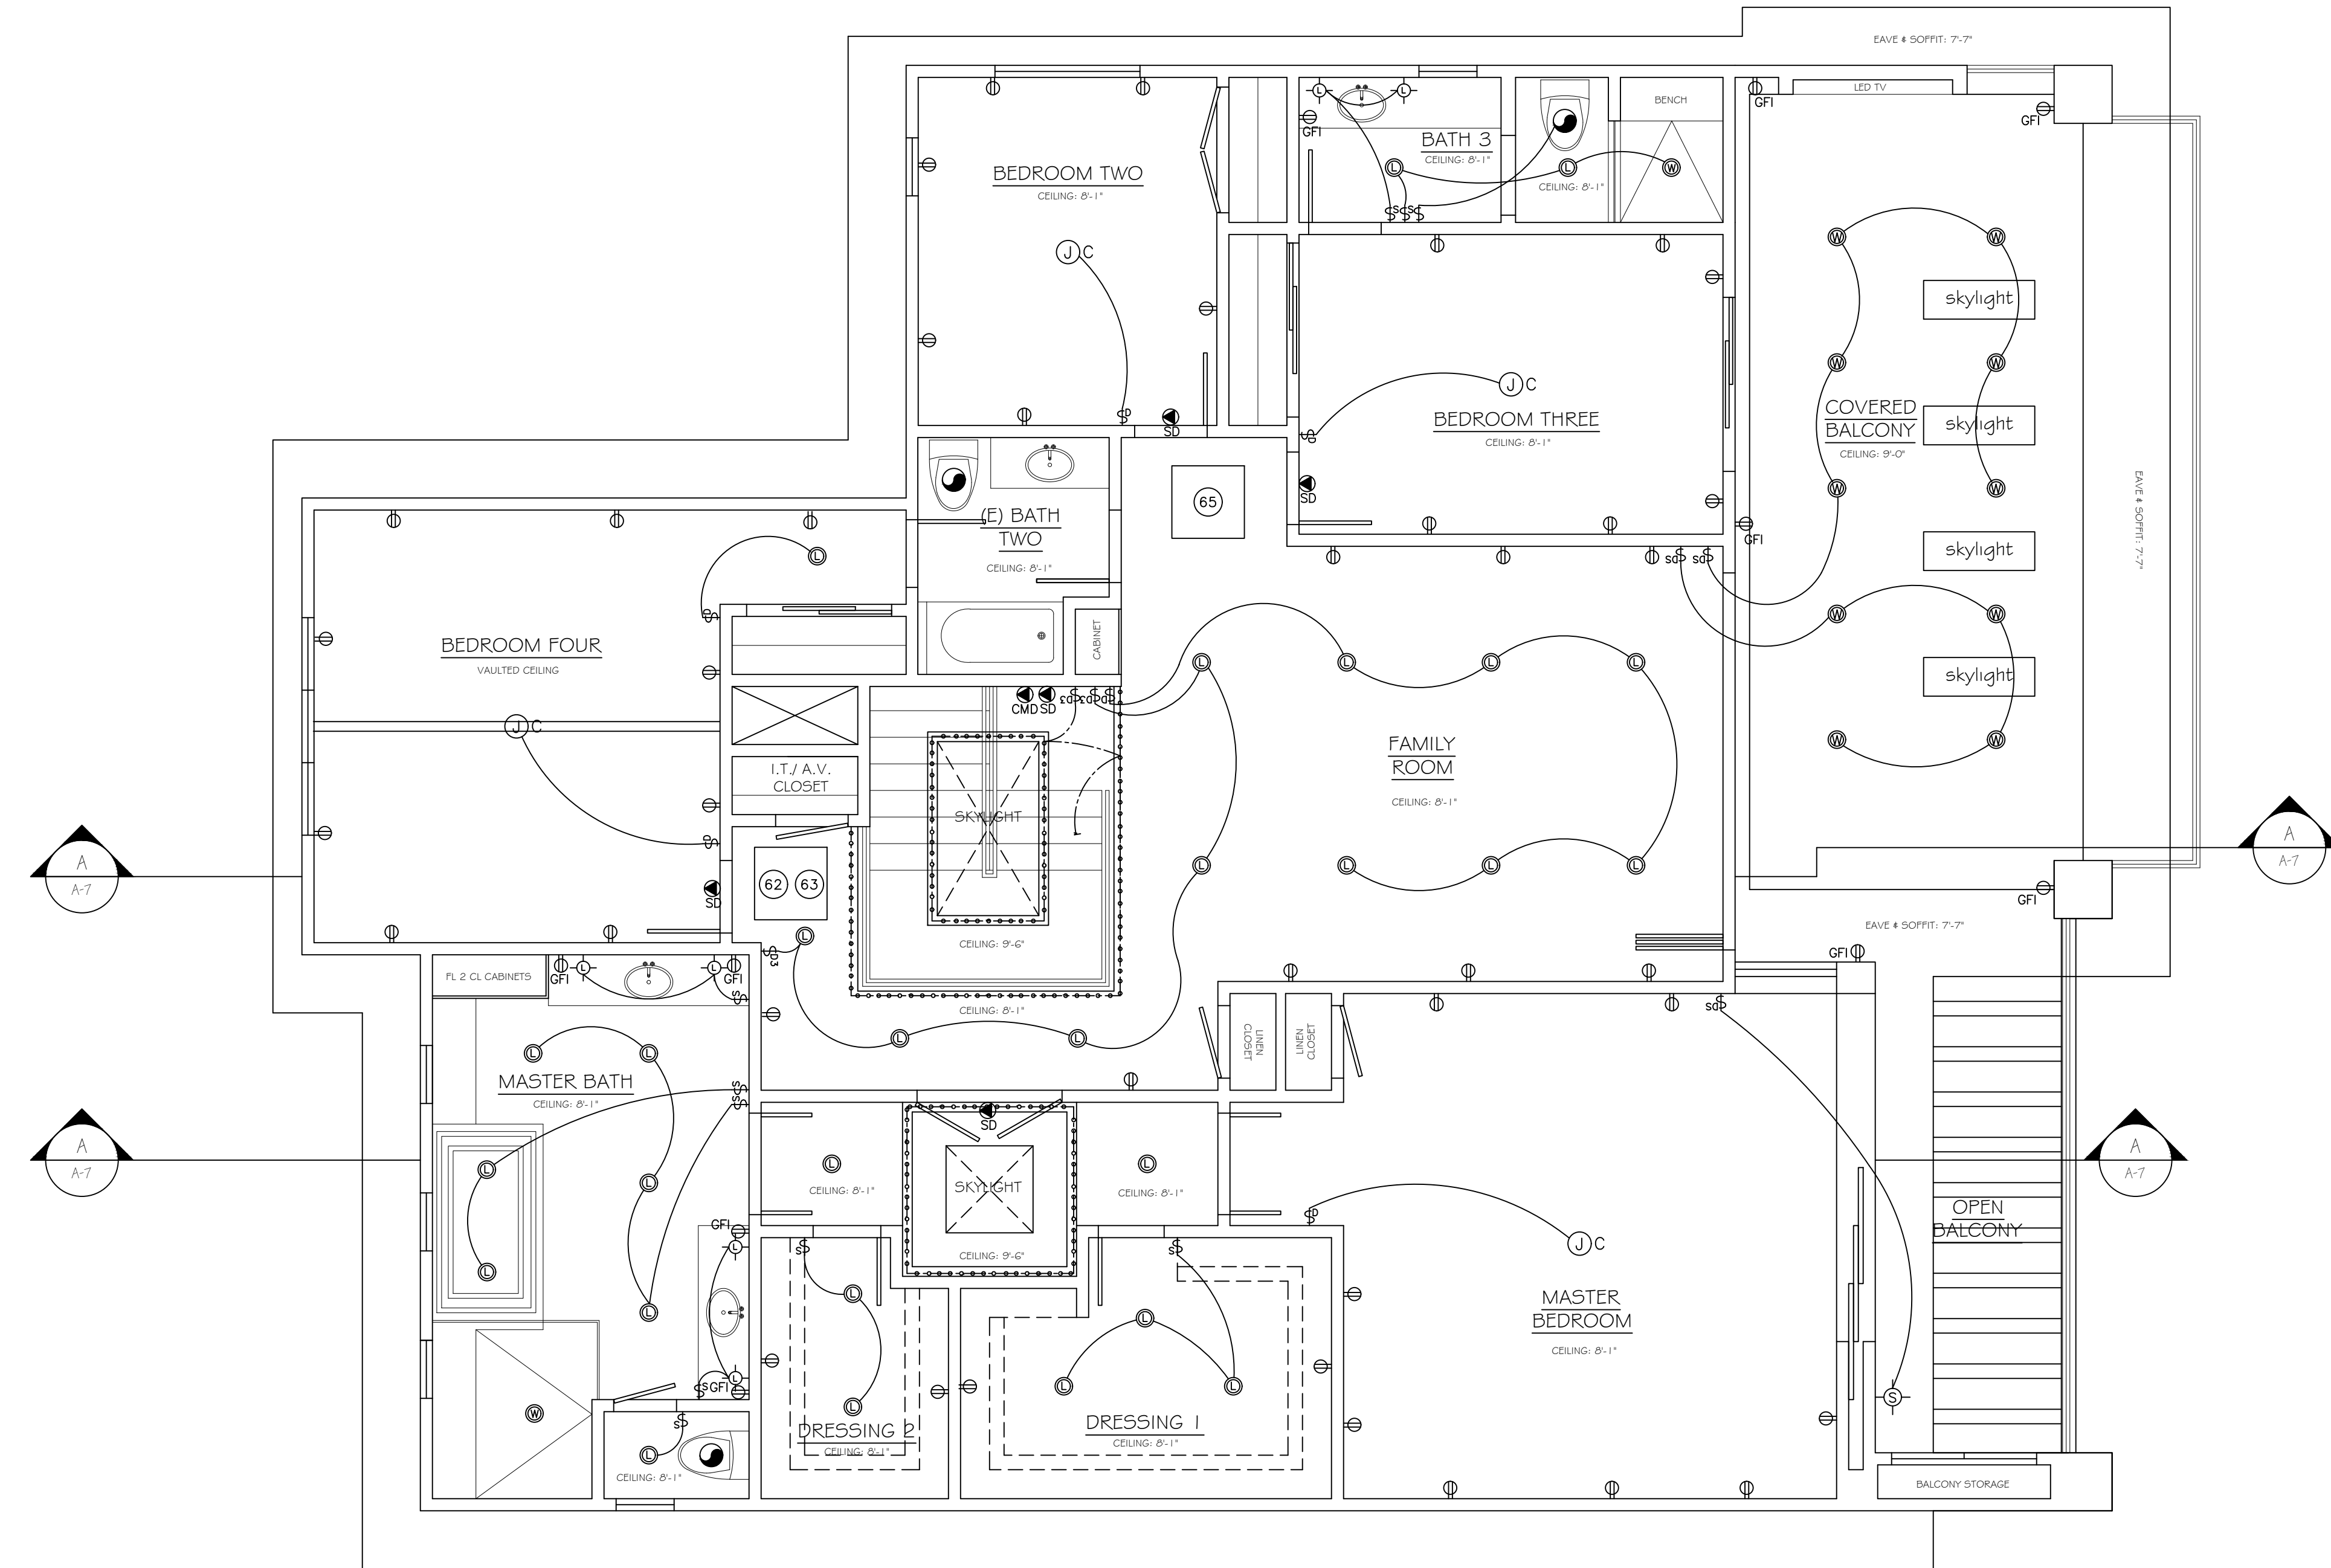 EAVE & SOFFIT: 7'-7"
LED TV
GFI
GFI
BENCH
L
L
GFI
BATH 3
CEILING: 8'-1"
L
L
W
CEILING: 8'-1"
S
S
BEDROOM TWO
CEILING: 8'-1"
J C
D
SD
W
W
skylight
W
W
skylight
COVERED
BALCONY
CEILING: 9'-0"
W
W
skylight
W
W
skylight
W
W
EAVE & SOFFIT: 7'-7"
J C
BEDROOM THREE
CEILING: 8'-1"
D
SD
GFI
DS
DS
65
(E) BATH
TWO
CEILING: 8'-1"
CABINET
L
D
BEDROOM FOUR
VAULTED CEILING
J C
D
SD
CMD
SD
D3
D3
D
L
L
L
L
FAMILY
ROOM
CEILING: 8'-1"
L
L
L
L
I.T./ A.V.
CLOSET
SKYLIGHT
62
63
CEILING: 9'-6"
L
D3
A
A-7
A
A-7
GFI
EAVE & SOFFIT: 7'-7"
GFI
FL 2 CL CABINETS
GFI
L
L
GFI
S
CEILING: 8'-1"
L
L
LINEN
CLOSET
LINEN
CLOSET
DS
L
L
MASTER BATH
CEILING: 8'-1"
S
S
SD
A
A-7
A
A-7
L
L
L
CEILING: 8'-1"
SKYLIGHT
L
CEILING: 8'-1"
D
J C
OPEN
BALCONY
GFI
L
S
CEILING: 9'-6"
S
L
L
L
L
MASTER
BEDROOM
CEILING: 8'-1"
L
S
GFI
L
L
L
S
W
S
L
CEILING: 8'-1"
DRESSING 2
CEILING: 8'-1"
DRESSING 1
CEILING: 8'-1"
BALCONY STORAGE